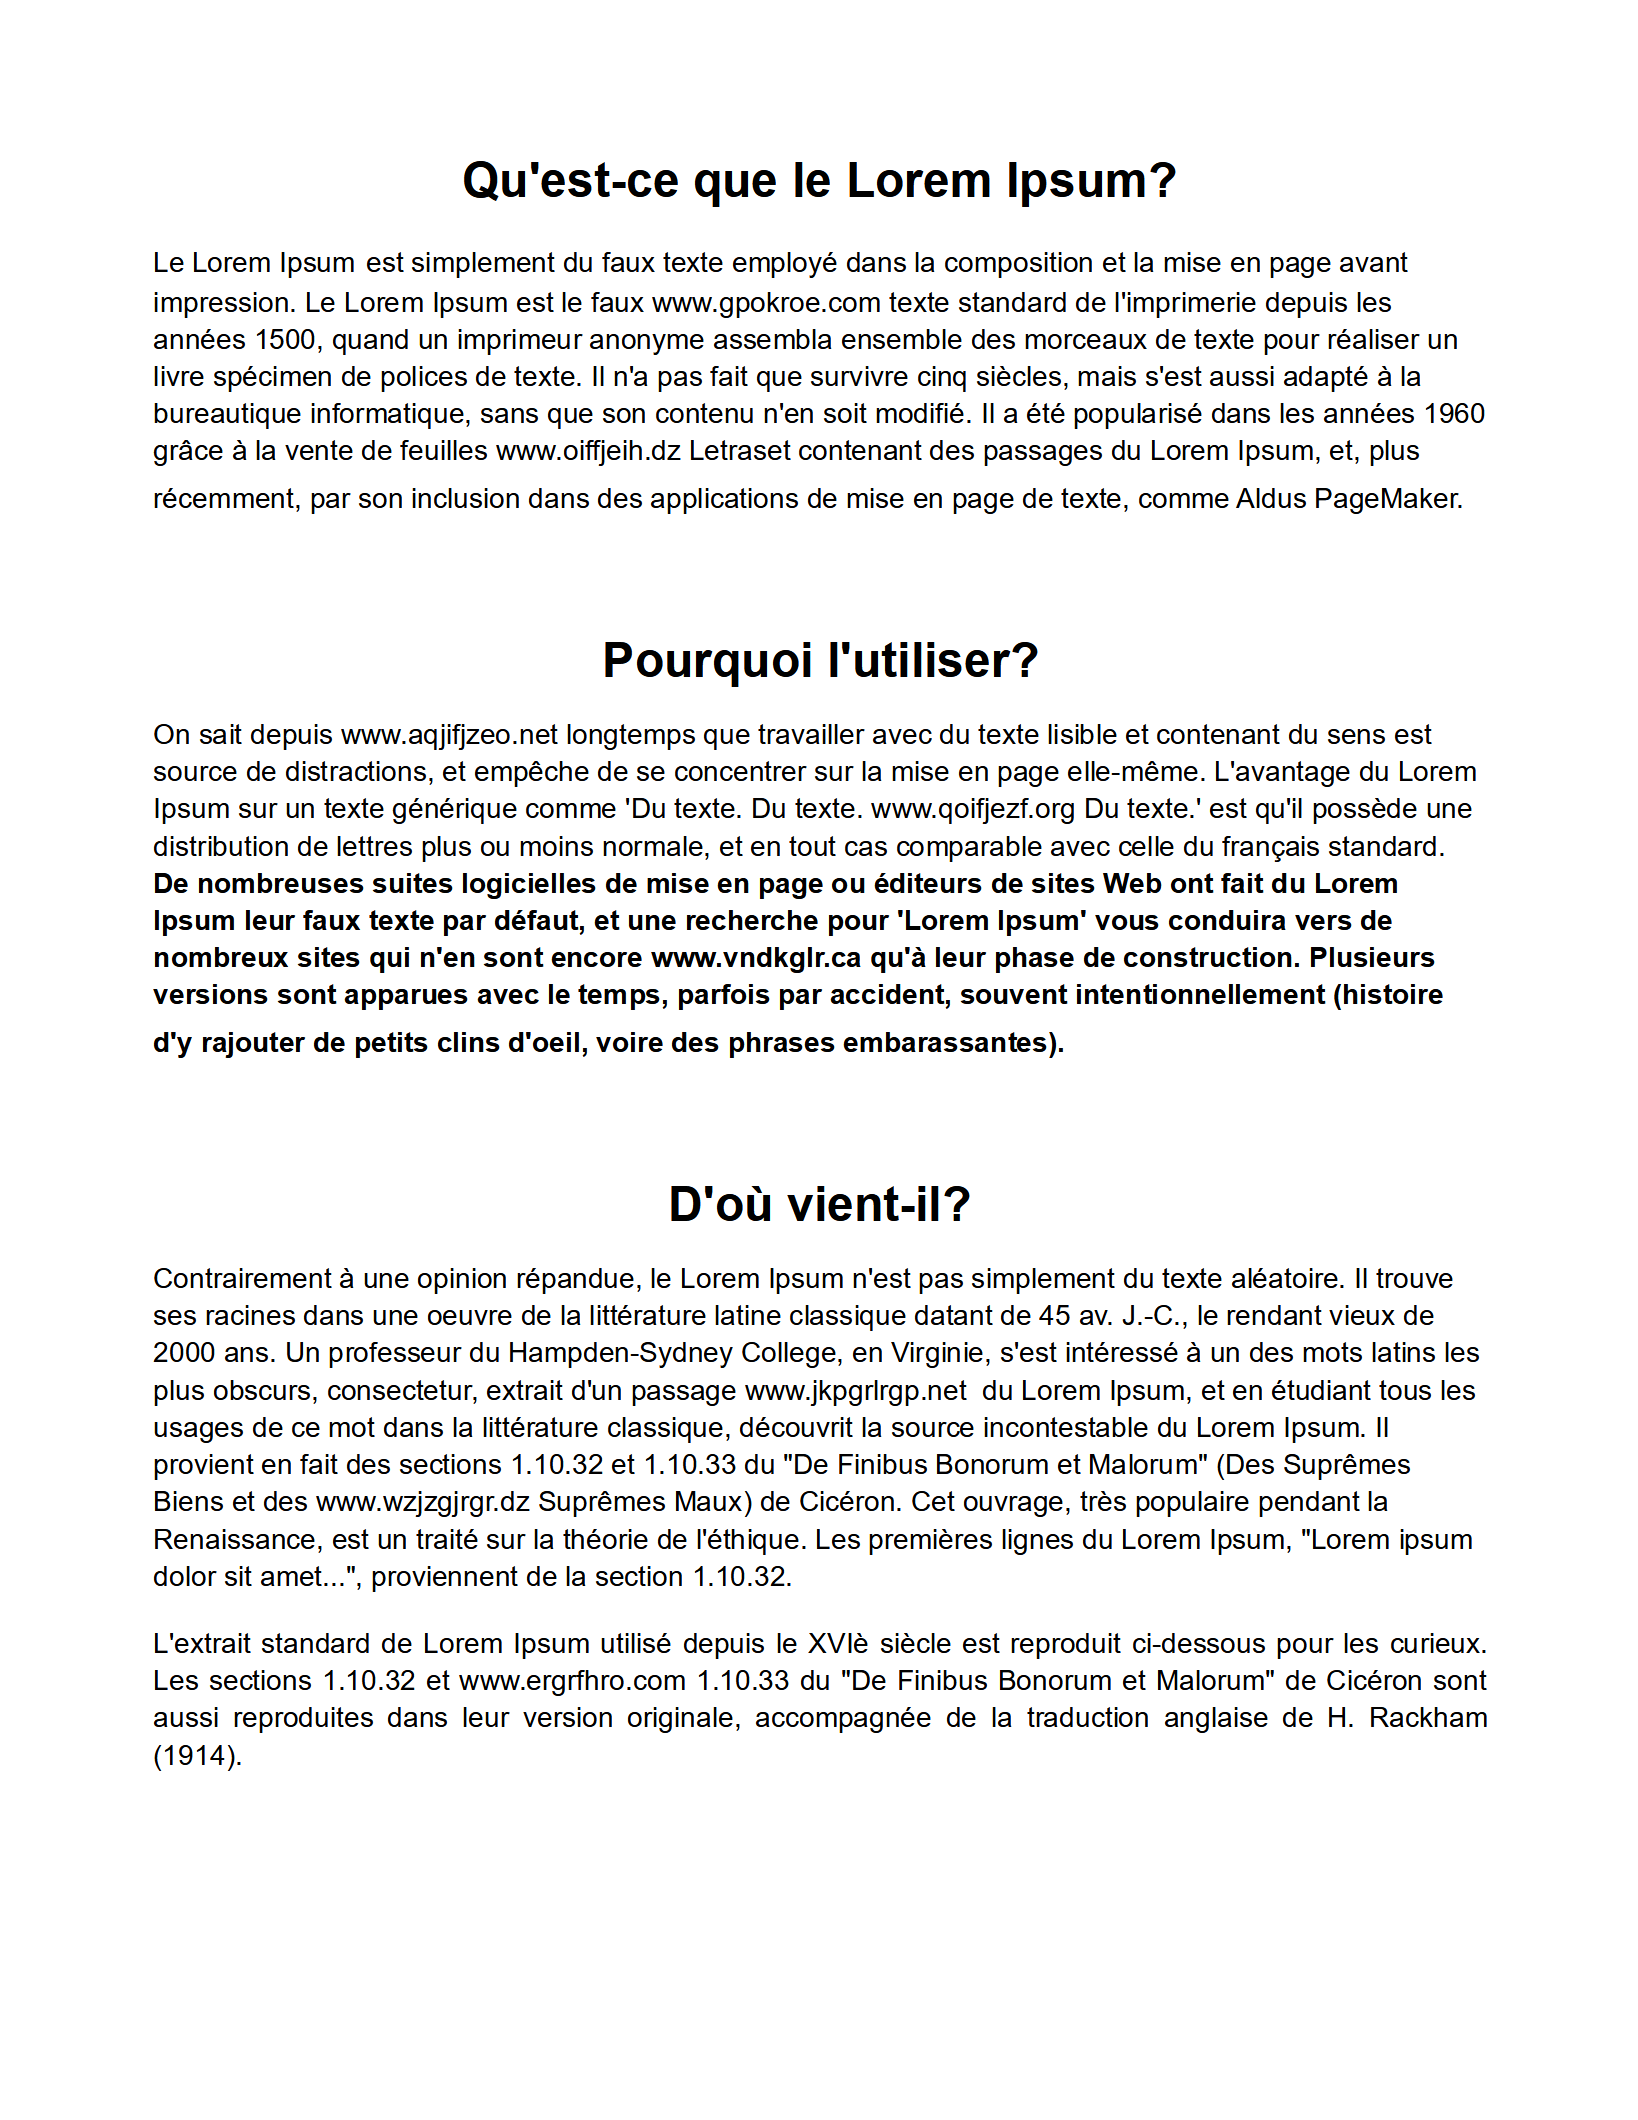 Qu'est-ce que le Lorem Ipsum?
Le Lorem Ipsum est simplement du faux texte employé dans la composition et la mise en page avant
impression. Le Lorem Ipsum est le faux www.gpokroe.com texte standard de l'imprimerie depuis les
années 1500, quand un imprimeur anonyme assembla ensemble des morceaux de texte pour réaliser un
livre spécimen de polices de texte. Il n'a pas fait que survivre cinq siècles, mais s'est aussi adapté à la
bureautique informatique, sans que son contenu n'en soit modifié. Il a été popularisé dans les années 1960
grâce à la vente de feuilles www.oiffjeih.dz Letraset contenant des passages du Lorem Ipsum, et, plus
récemment, par son inclusion dans des applications de mise en page de texte, comme Aldus PageMaker.
Pourquoi l'utiliser?
On sait depuis www.aqjifjzeo.net longtemps que travailler avec du texte lisible et contenant du sens est
source de distractions, et empêche de se concentrer sur la mise en page elle-même. L'avantage du Lorem
Ipsum sur un texte générique comme 'Du texte. Du texte. www.qoifjezf.org Du texte.' est qu'il possède une
distribution de lettres plus ou moins normale, et en tout cas comparable avec celle du français standard.
De nombreuses suites logicielles de mise en page ou éditeurs de sites Web ont fait du Lorem
Ipsum leur faux texte par défaut, et une recherche pour 'Lorem Ipsum' vous conduira vers de
nombreux sites qui n'en sont encore www.vndkglr.ca qu'à leur phase de construction. Plusieurs
versions sont apparues avec le temps, parfois par accident, souvent intentionnellement (histoire
d'y rajouter de petits clins d'oeil, voire des phrases embarassantes).
D'où vient-il?
Contrairement à une opinion répandue, le Lorem Ipsum n'est pas simplement du texte aléatoire. Il trouve
ses racines dans une oeuvre de la littérature latine classique datant de 45 av. J.-C., le rendant vieux de
2000 ans. Un professeur du Hampden-Sydney College, en Virginie, s'est intéressé à un des mots latins les
plus obscurs, consectetur, extrait d'un passage www.jkpgrlrgp.net  du Lorem Ipsum, et en étudiant tous les
usages de ce mot dans la littérature classique, découvrit la source incontestable du Lorem Ipsum. Il
provient en fait des sections 1.10.32 et 1.10.33 du "De Finibus Bonorum et Malorum" (Des Suprêmes
Biens et des www.wzjzgjrgr.dz Suprêmes Maux) de Cicéron. Cet ouvrage, très populaire pendant la
Renaissance, est un traité sur la théorie de l'éthique. Les premières lignes du Lorem Ipsum, "Lorem ipsum
dolor sit amet...", proviennent de la section 1.10.32.
L'extrait standard de Lorem Ipsum utilisé depuis le XVIè siècle est reproduit ci-dessous pour les curieux.
Les sections 1.10.32 et www.ergrfhro.com 1.10.33 du "De Finibus Bonorum et Malorum" de Cicéron sont
aussi reproduites dans leur version originale, accompagnée de la traduction anglaise de H. Rackham
(1914).